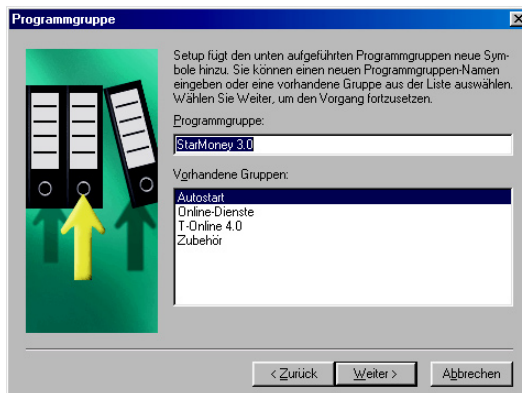 Programmgruppe
Setup fügt den unten aufgeführten Programmgruppen neue Sym-
bole hinzu. Sie können einen neuen Programmgruppen-Namen
eingeben oder eine vorhandene Gruppe aus der Liste auswählen.
Wählen Sie Weiter, um den Vorgang fortzusetzen.
Programmgruppe:
StarMoney 3.0
Vorhandene Gruppen:
Autostart
Online-Dienste
T-Online 4.0
Zubehör
< Zurück
Weiter >
Abbrechen